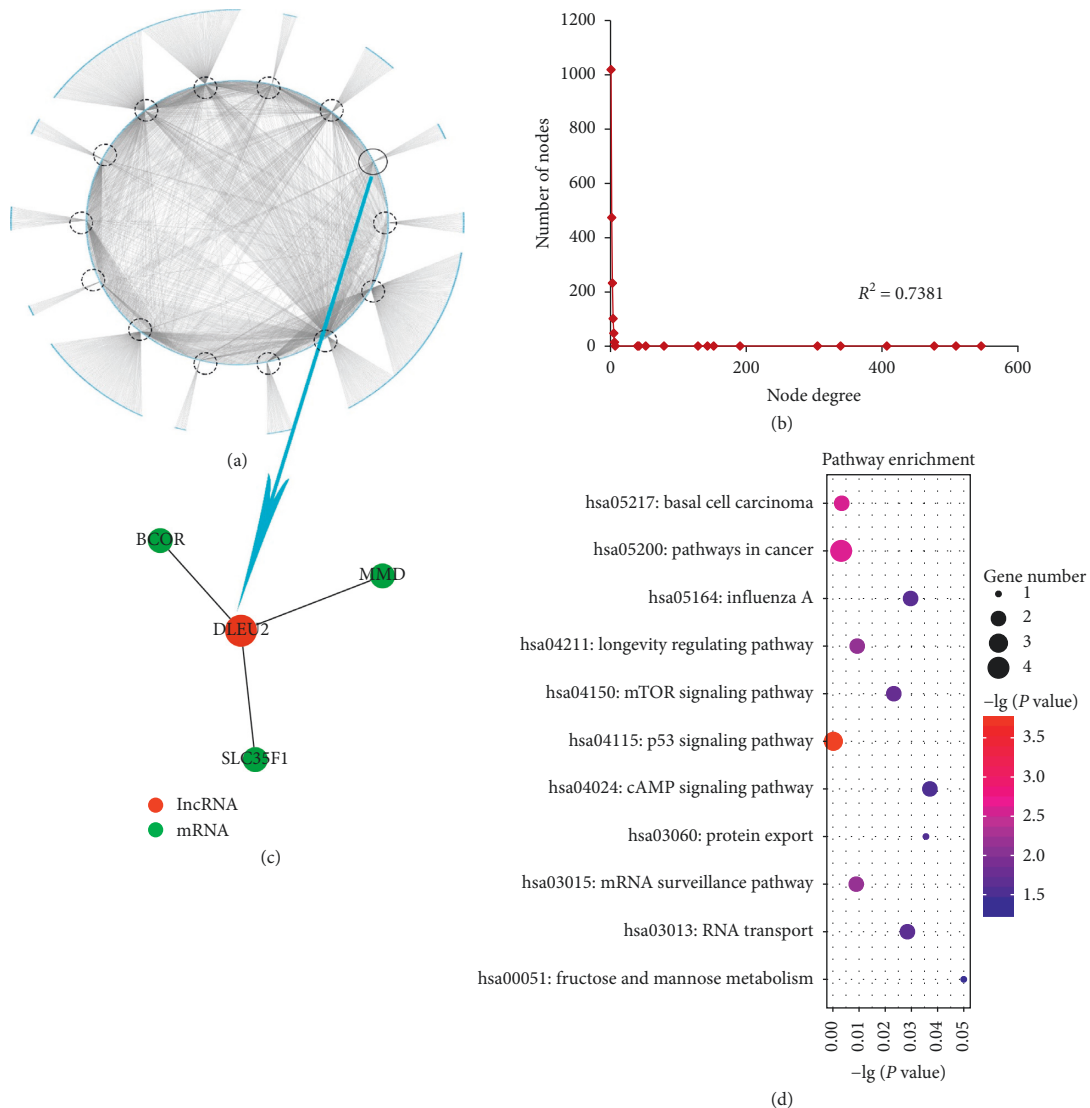 (a)
1200
1000
800
600
400
200
0
Number of nodes
R² = 0.7381
0
200
400
600
Node degree
(b)
BCOR
MMD
DLEU2
SLC35F1
lncRNA
mRNA
(c)
Pathway enrichment
hsa05217: basal cell carcinoma
hsa05200: pathways in cancer
hsa05164: influenza A
hsa04211: longevity regulating pathway
hsa04150: mTOR signaling pathway
hsa04115: p53 signaling pathway
hsa04024: cAMP signaling pathway
hsa03060: protein export
hsa03015: mRNA surveillance pathway
hsa03013: RNA transport
hsa00051: fructose and mannose metabolism
0.00
0.01
0.02
0.03
0.04
0.05
−lg (P value)
Gene number
1
2
3
4
−lg (P value)
3.5
3.0
2.5
2.0
1.5
(d)